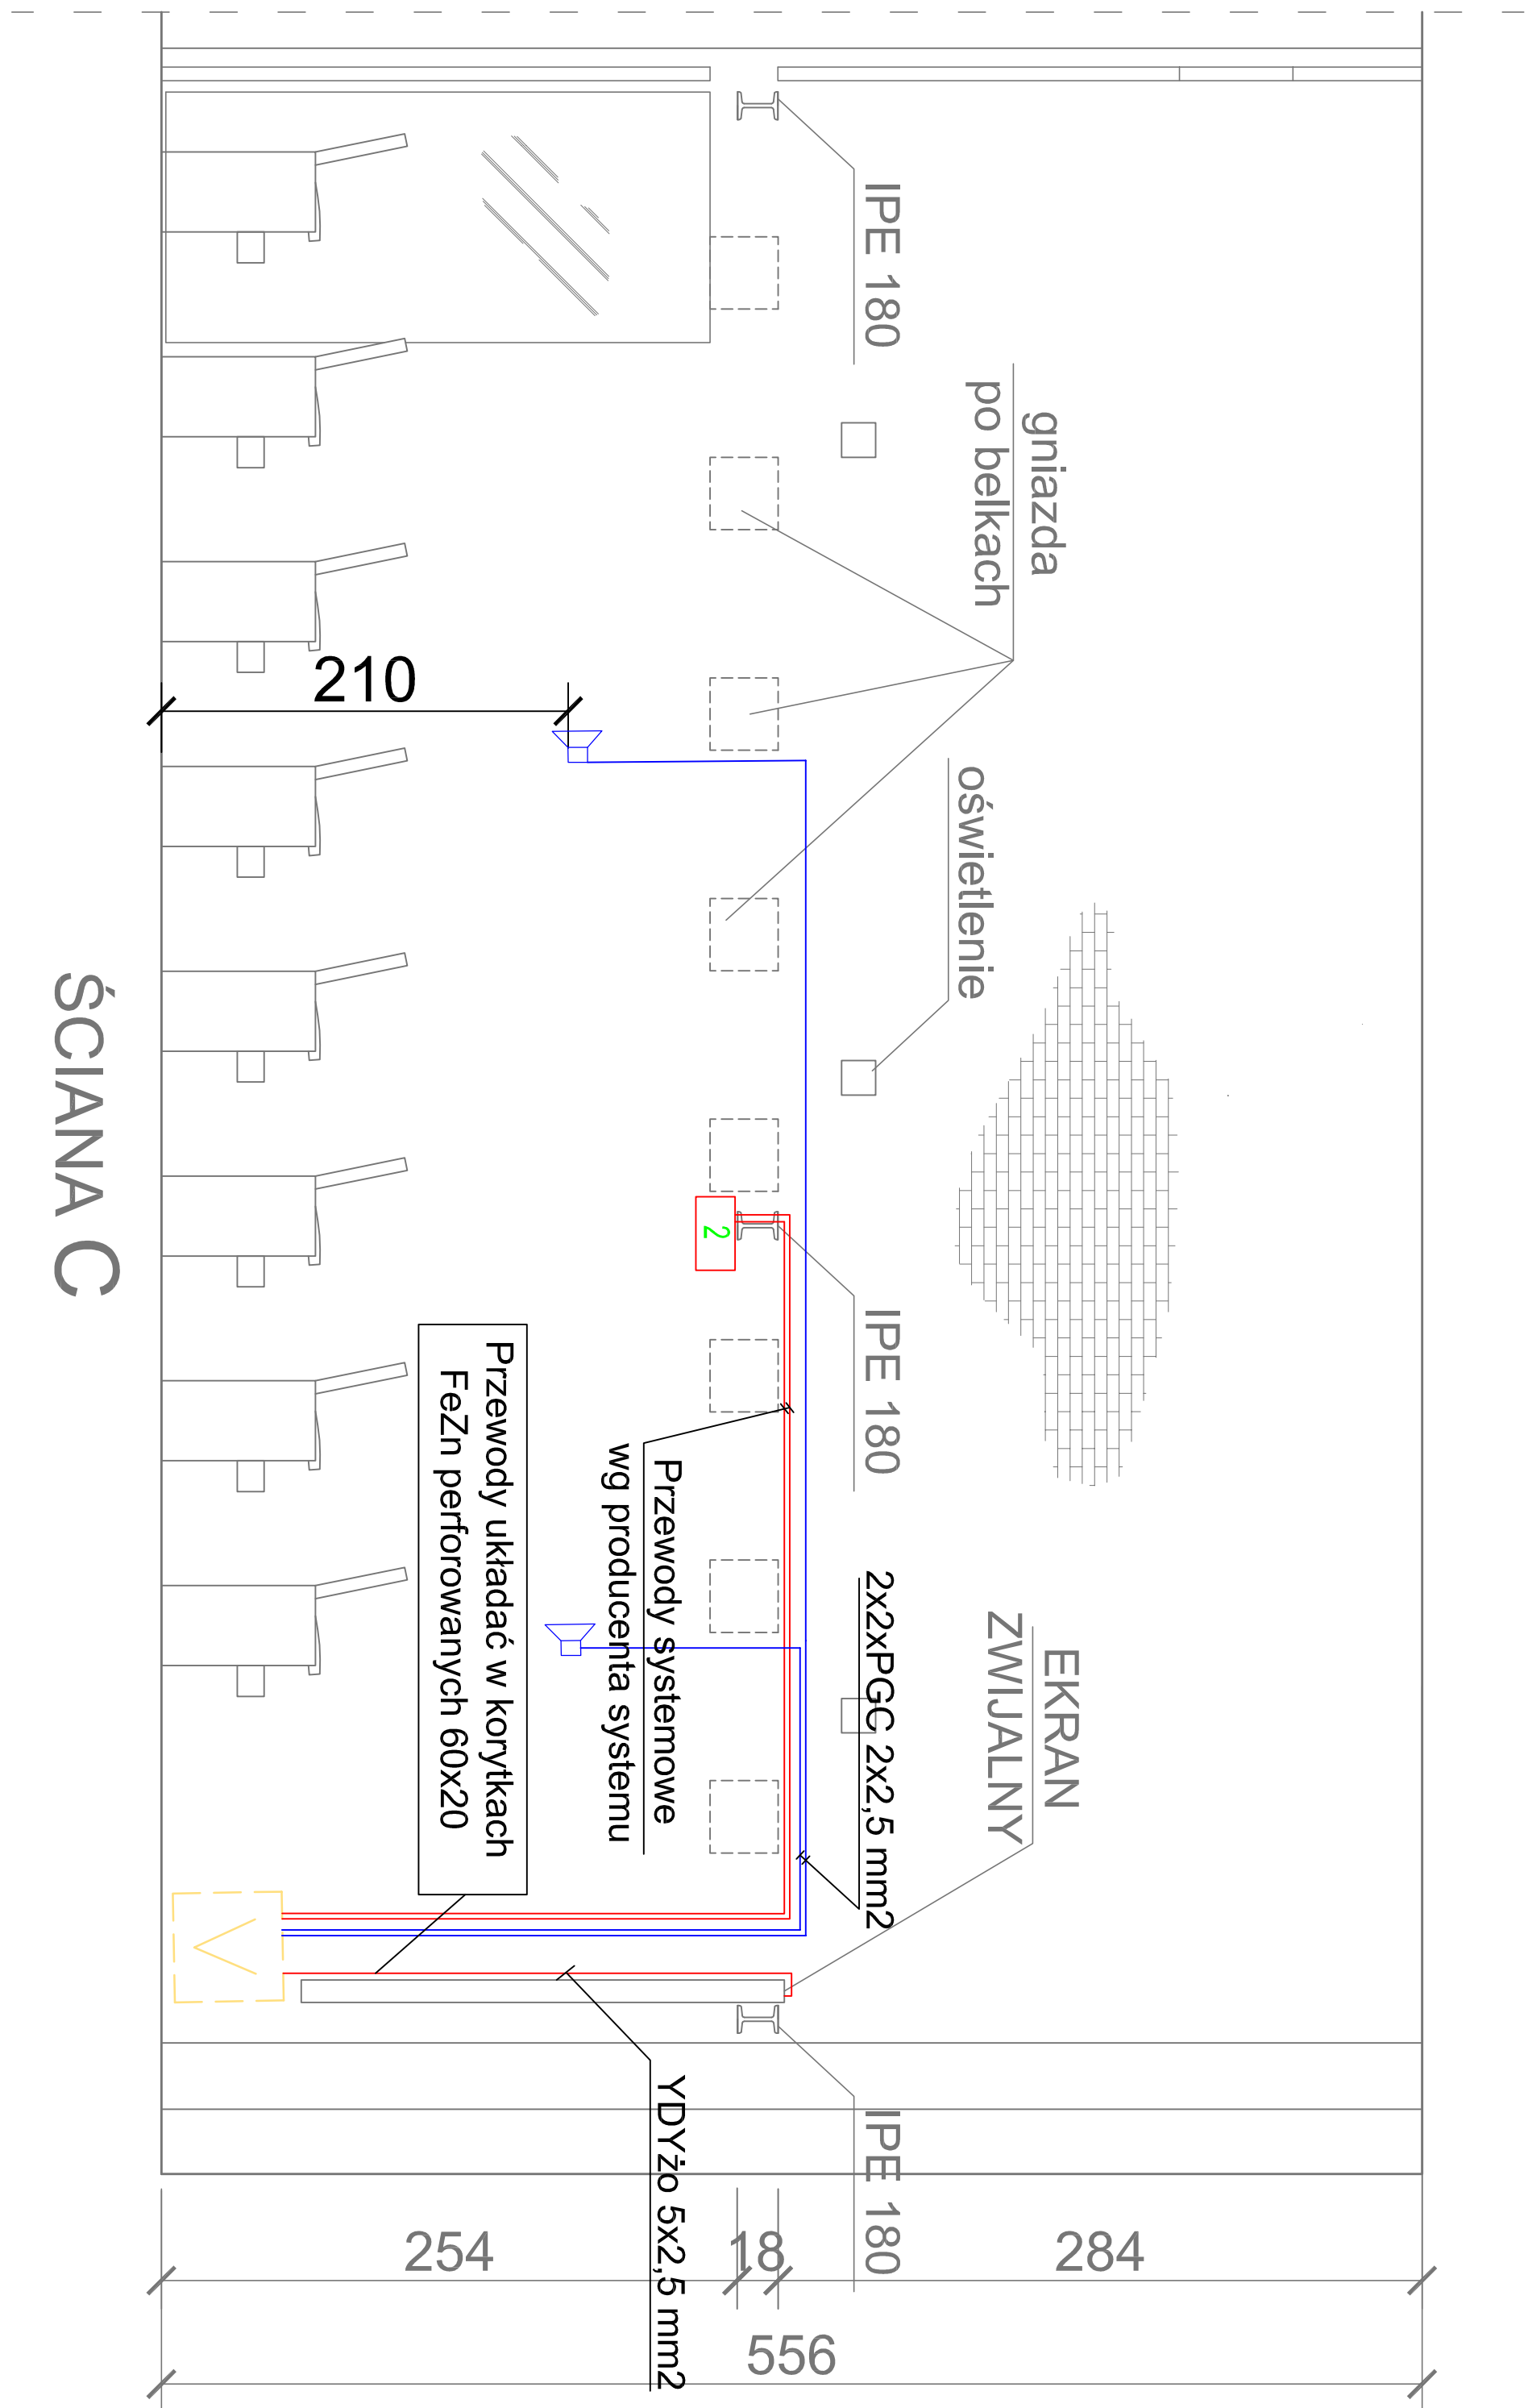 IPE 180
gniazda
po belkach
oświetlenie
210
2
IPE 180
Przewody systemowe
wg producenta systemu
Przewody układać w korytkach
FeZn perforowanych 60x20
2x2xPGC 2x2,5 mm2
EKRAN
ZWIJALNY
YDYżo 5x2,5 mm2
IPE 180
254
18
284
556
ŚCIANA C